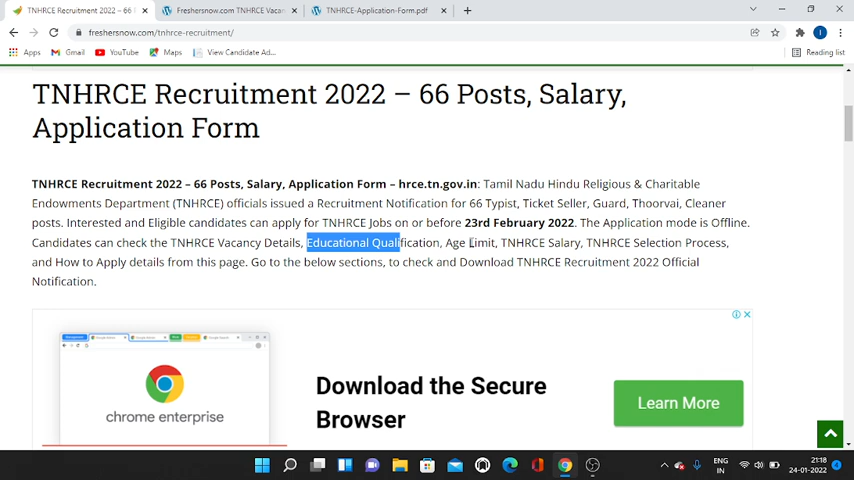 TNHRCE Recruitment 2022 – 66 P
Freshersnow.com TNHRCE Vacan
TNHRCE-Application-Form.pdf
freshersnow.com/tnhrce-recruitment/
Apps Gmail YouTube Maps View Candidate Ad... Reading list
TNHRCE Recruitment 2022 – 66 Posts, Salary,
Application Form
TNHRCE Recruitment 2022 – 66 Posts, Salary, Application Form – hrce.tn.gov.in: Tamil Nadu Hindu Religious & Charitable
Endowments Department (TNHRCE) officials issued a Recruitment Notification for 66 Typist, Ticket Seller, Guard, Thoorvai, Cleaner
posts. Interested and Eligible candidates can apply for TNHRCE Jobs on or before 23rd February 2022. The Application mode is Offline.
Candidates can check the TNHRCE Vacancy Details, Educational Qualification, Age Limit, TNHRCE Salary, TNHRCE Selection Process,
and How to Apply details from this page. Go to the below sections, to check and Download TNHRCE Recruitment 2022 Official
Notification.
chrome enterprise
Download the Secure
Browser
Learn More
ENG
IN
21:18
24-01-2022